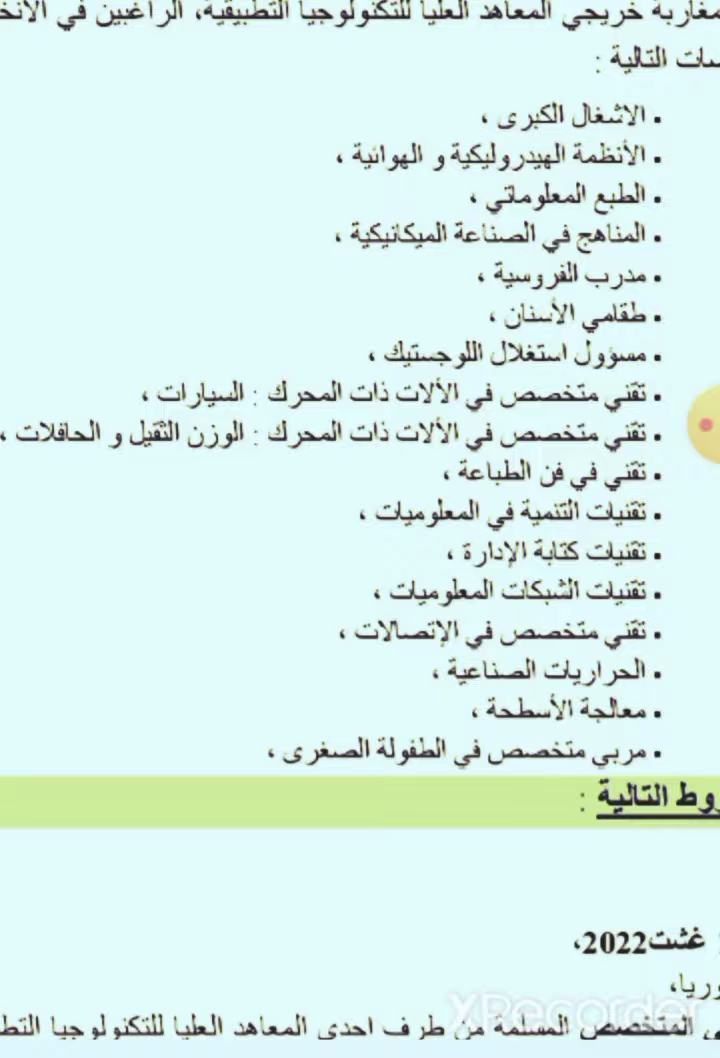 خريجي المعاهد العليا للتكنولوجيا التطبيقية، الراغبين في
التالية :
• الاشغال الكبرى ،
• الأنظمة الهيدروليكية و الهوائية ،
• الطبع المعلوماتي ،
• المناهج في الصناعة الميكانيكية ،
• مدرب الفروسية ،
• طقامي الأسنان ،
• مسؤول استغلال اللوجستيك ،
• تقني متخصص في الألات ذات المحرك : السيارات ،
• تقني متخصص في الألات ذات المحرك : الوزن الثقيل و الحافلات ،
• تقني في فن الطباعة ،
• تقنيات التنمية في المعلوميات ،
• تقنيات كتابة الإدارة ،
• تقنيات الشبكات المعلوميات ،
• تقني متخصص في الإتصالات ،
• الحراريات الصناعية ،
• معالجة الأسطحة ،
• مربي متخصص في الطفولة الصغرى ،
التالية :
غشت2022،
المتخصص المسلمة من طرف احدى المعاهد العليا للتكنولوجيا
XRecorder